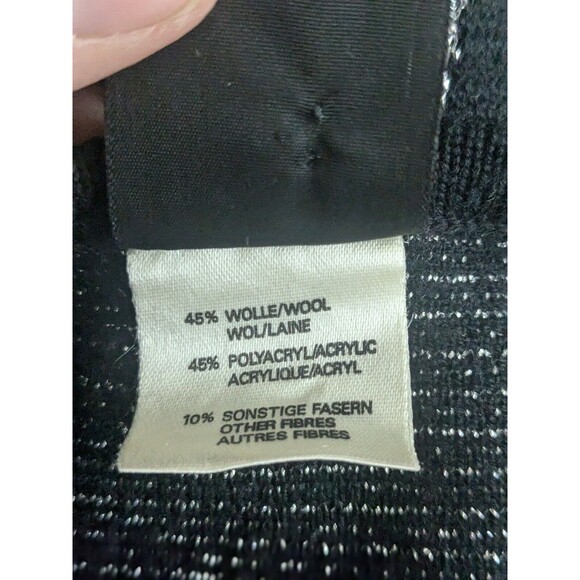 45% WOLLE/WOOL
WOL/LAINE
45% POLYACRYL/ACRYLIC
ACRYLIQUE/ACRYL
10% SONSTIGE FASERN
OTHER FIBRES
AUTRES FIBRES